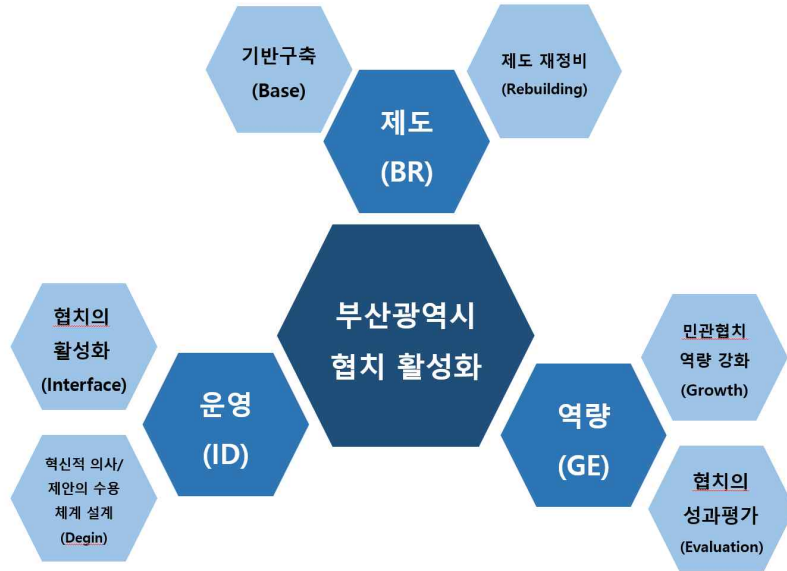 기반구축
(Base)
제도 재정비
(Rebuilding)
제도
(BR)
부산광역시
협치 활성화
협치의
활성화
(Interface)
운영
(ID)
혁신적 의사/
제안의 수용
체계 설계
(Degin)
민관협치
역량 강화
(Growth)
역량
(GE)
협치의
성과평가
(Evaluation)